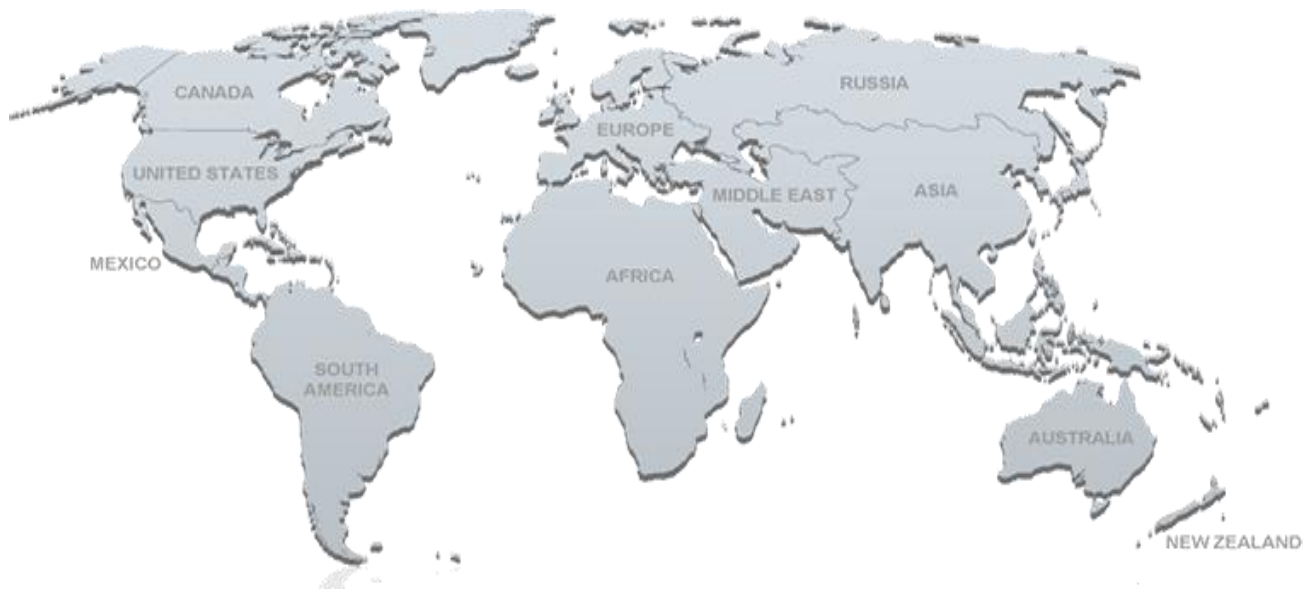 CANADA
RUSSIA
EUROPE
UNITED STATES
MIDDLE EAST
ASIA
MEXICO
AFRICA
SOUTH
AMERICA
AUSTRALIA
NEW ZEALAND